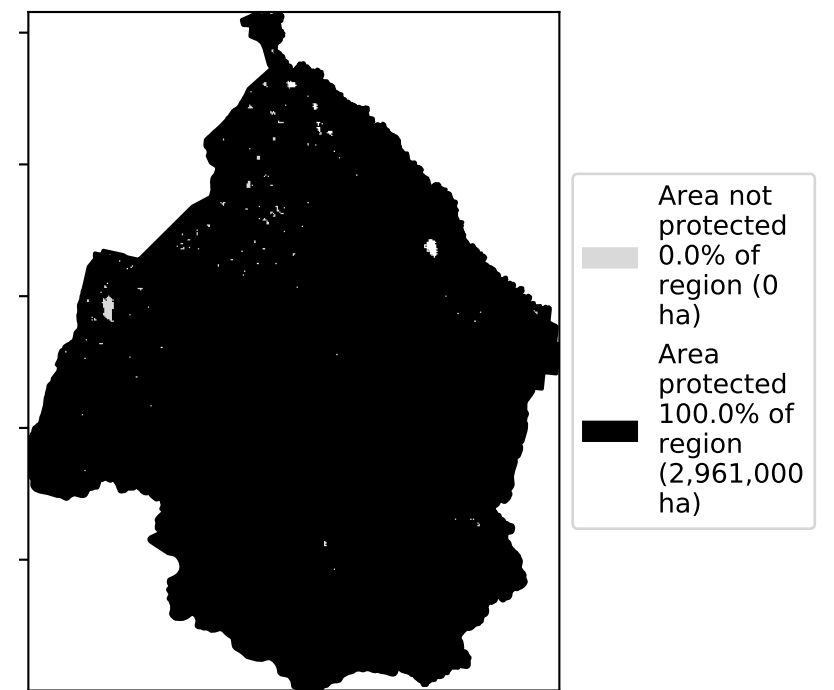 Area not
protected
0.0% of
region (0
ha)
Area
protected
100.0% of
region
(2,961,000
ha)